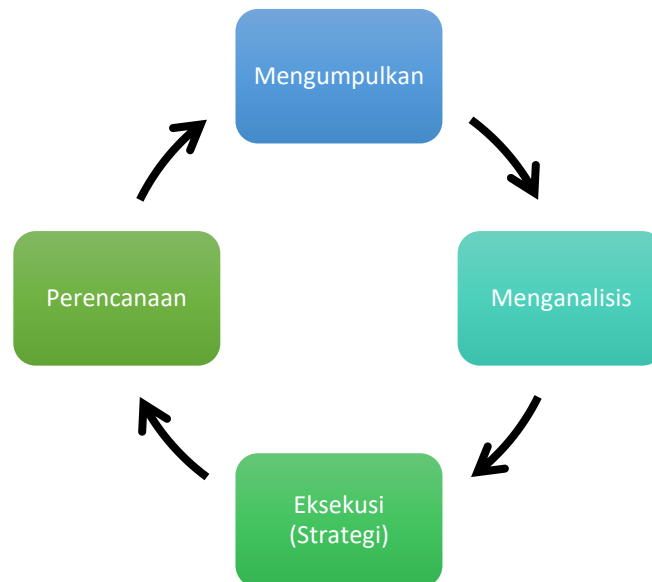 Mengumpulkan
Menganalisis
Eksekusi
(Strategi)
Perencanaan